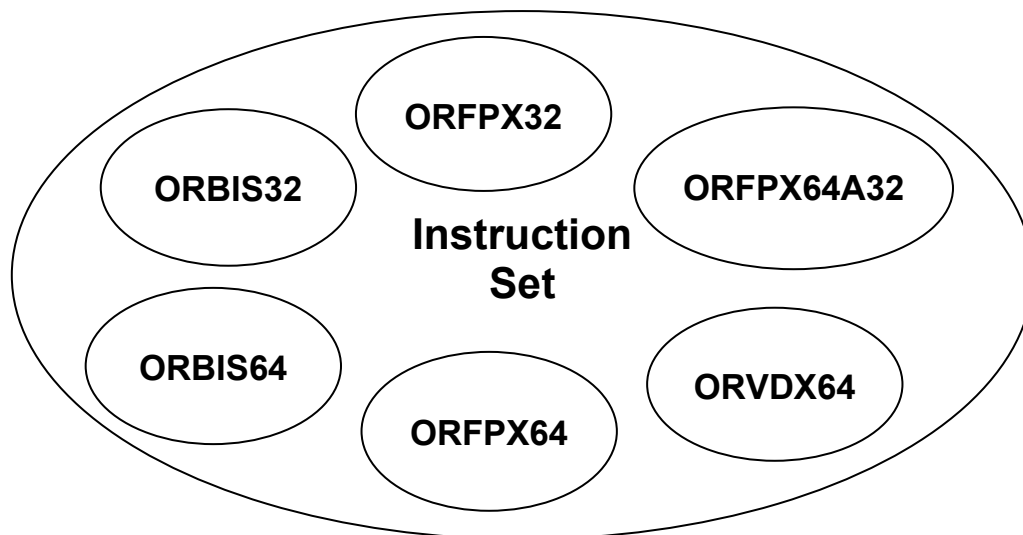 ORFPX32
ORBIS32
ORFPX64A32
Instruction
Set
ORBIS64
ORVDX64
ORFPX64